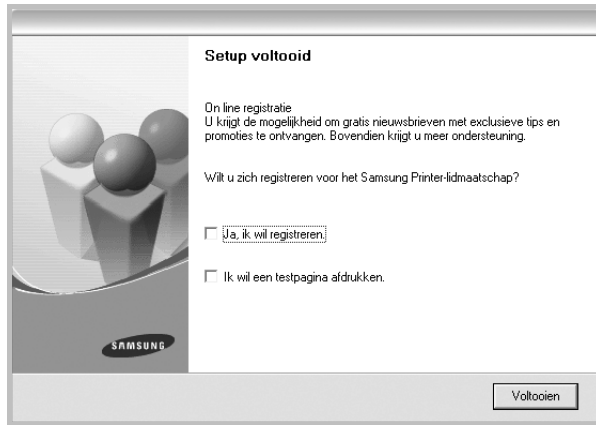 Setup voltooid
On line registratie
U krijgt de mogelijkheid om gratis nieuwsbrieven met exclusieve tips en
promoties te ontvangen. Bovendien krijgt u meer ondersteuning.
Wilt u zich registreren voor het Samsung Printer-lidmaatschap?
Ja, ik wil registreren.
Ik wil een testpagina afdrukken.
SAMSUNG
Voltooien